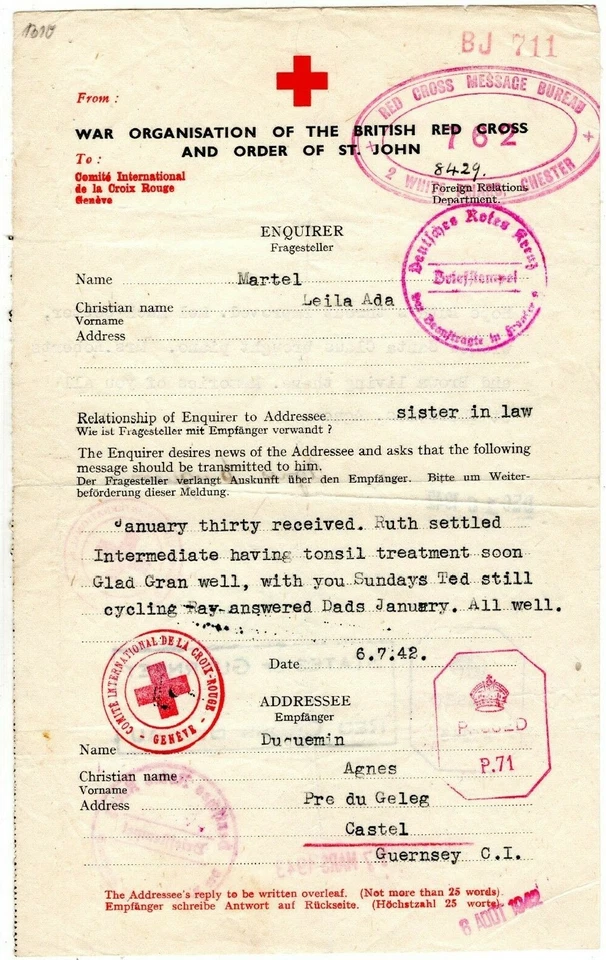 BJ 711
From :
RED CROSS MESSAGE BUREAU
762
WAR ORGANISATION OF THE BRITISH RED CROSS
AND ORDER OF ST. JOHN
To :
Comité International
de la Croix Rouge
Genève
8429.
Foreign Relations
Department.
ENQUIRER
Fragesteller
Deutsches Rotes Kreuz
Briefstempel
Name Martel
Christian name Leila Ada
Vorname
Address
Relationship of Enquirer to Addressee sister in law
Wie ist Fragesteller mit Empfänger verwandt ?
The Enquirer desires news of the Addressee and asks that the following
message should be transmitted to him.
Der Fragesteller verlangt Auskunft über den Empfänger. Bitte um Weiter-
beförderung dieser Meldung.
January thirty received. Ruth settled
Intermediate having tonsil treatment soon
Glad Gran well, with you Sundays Ted still
cycling Ray answered Dads January. All well.
COMITÉ INTERNATIONAL DE LA CROIX-ROUGE
- GENÈVE -
Date 6.7.42.
ADDRESSEE
Empfänger
PASSED
P.71
Name Duquemin
Christian name Agnes
Vorname
Address Pre du Geleg
Castel
Guernsey C.I.
The Addressee's reply to be written overleaf. (Not more than 25 words).
Empfänger schreibe Antwort auf Rückseite. (Höchstzahl 25 worte).
8 AOUT 1942